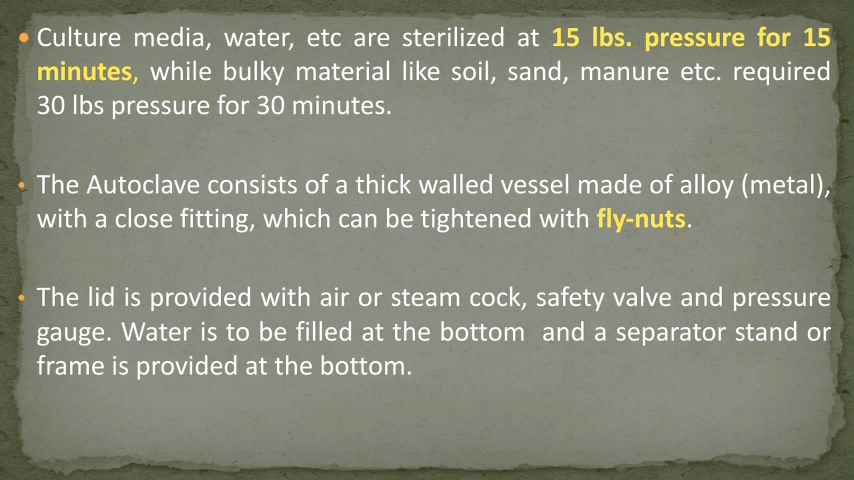 • Culture media, water, etc are sterilized at 15 lbs. pressure for 15
minutes, while bulky material like soil, sand, manure etc. required
30 lbs pressure for 30 minutes.
• The Autoclave consists of a thick walled vessel made of alloy (metal),
with a close fitting, which can be tightened with fly-nuts.
• The lid is provided with air or steam cock, safety valve and pressure
gauge. Water is to be filled at the bottom  and a separator stand or
frame is provided at the bottom.